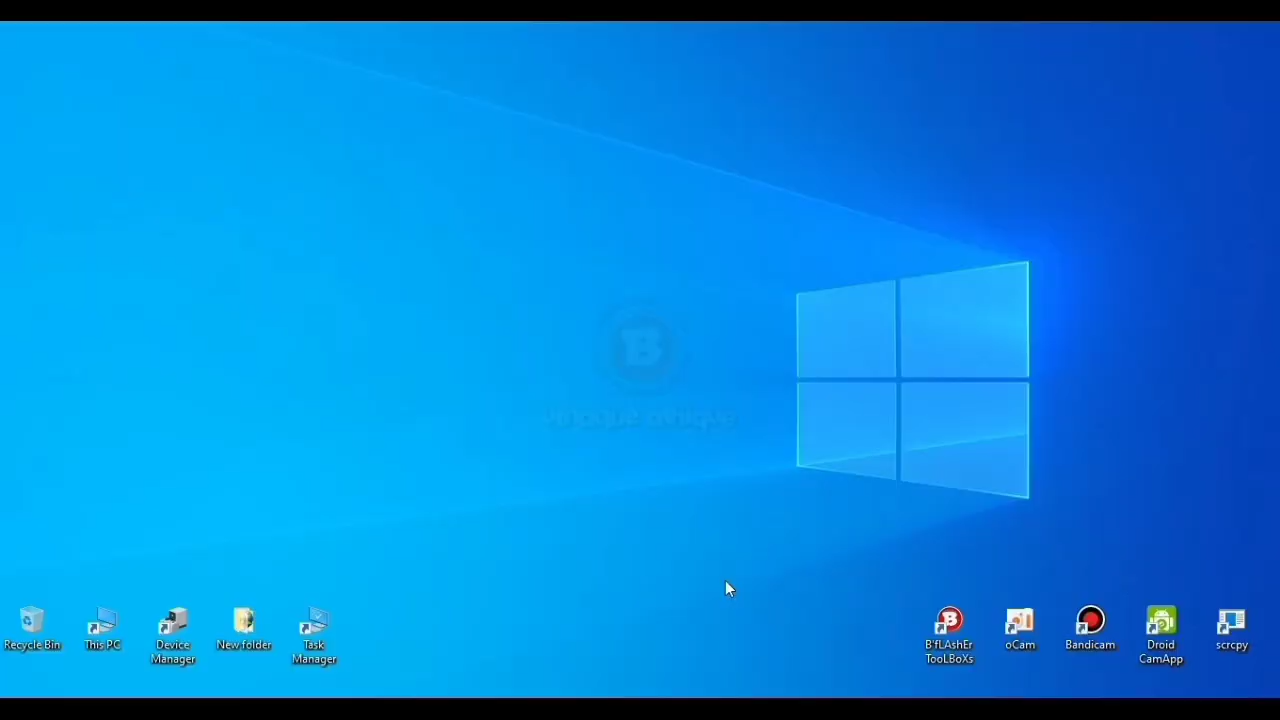 B
Recycle Bin
This PC
Device
Manager
New folder
Task
Manager
B'fLAshEr
TooLBoXs
oCam
Bandicam
Droid
CamApp
scrcpy